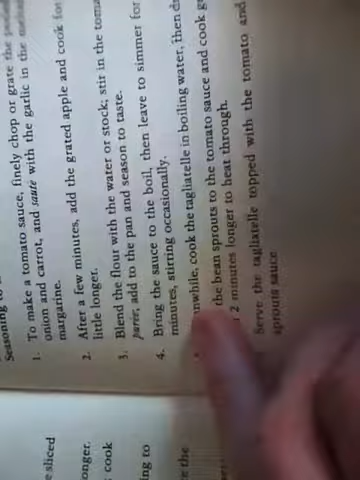 Seasoning to
1. To make a tomato sauce, finely chop or grate the
onion and carrot, and saute with the garlic in the
margarine.
2. After a few minutes, add the grated apple and cook for
little longer.
3. Blend the flour with the water or stock; stir in the toma
purée, add to the pan and season to taste.
4. Bring the sauce to the boil, then leave to simmer for
minutes, stirring occasionally.
nwhile, cook the tagliatelle in boiling water, then dr
the bean sprouts to the tomato sauce and cook
2 minutes longer to heat through.
Serve the tagliatelle topped with the tomato and
sprouts sauce
e sliced
onger.
cook
ing to
e the